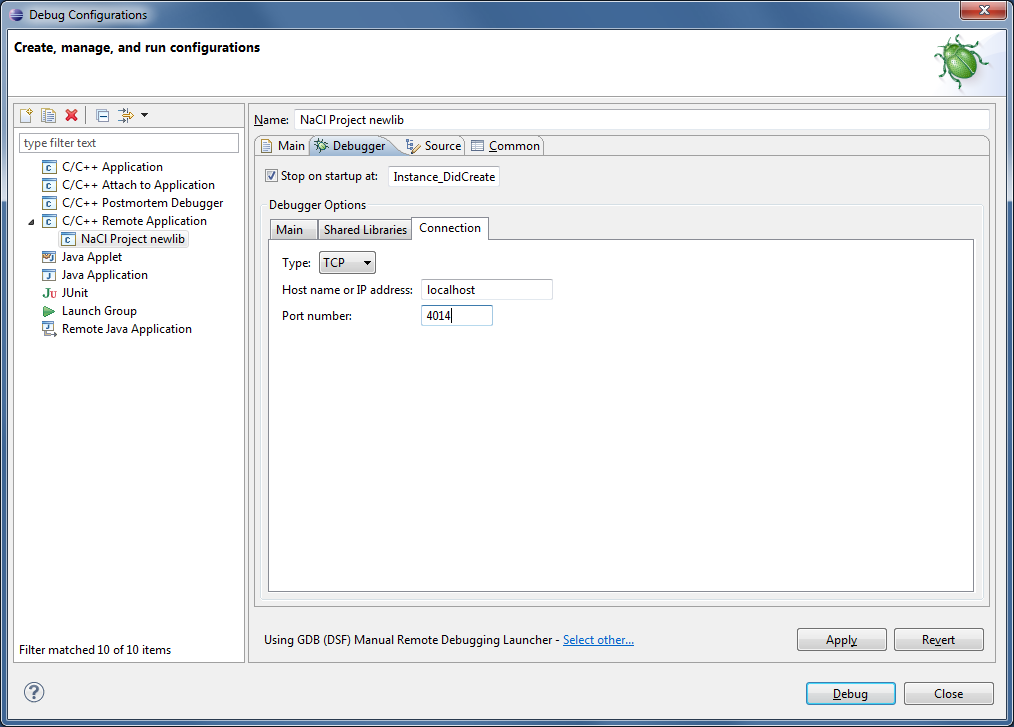 Debug Configurations
Create, manage, and run configurations
type filter text
C/C++ Application
C/C++ Attach to Application
C/C++ Postmortem Debugger
C/C++ Remote Application
NaCl Project newlib
Java Applet
Java Application
JUnit
Launch Group
Remote Java Application
Filter matched 10 of 10 items
Name: NaCl Project newlib
Main Debugger Source Common
Stop on startup at: Instance_DidCreate
Debugger Options
Main Shared Libraries Connection
Type: TCP
Host name or IP address: localhost
Port number: 4014
Using GDB (DSF) Manual Remote Debugging Launcher - Select other...
Apply Revert
Debug Close